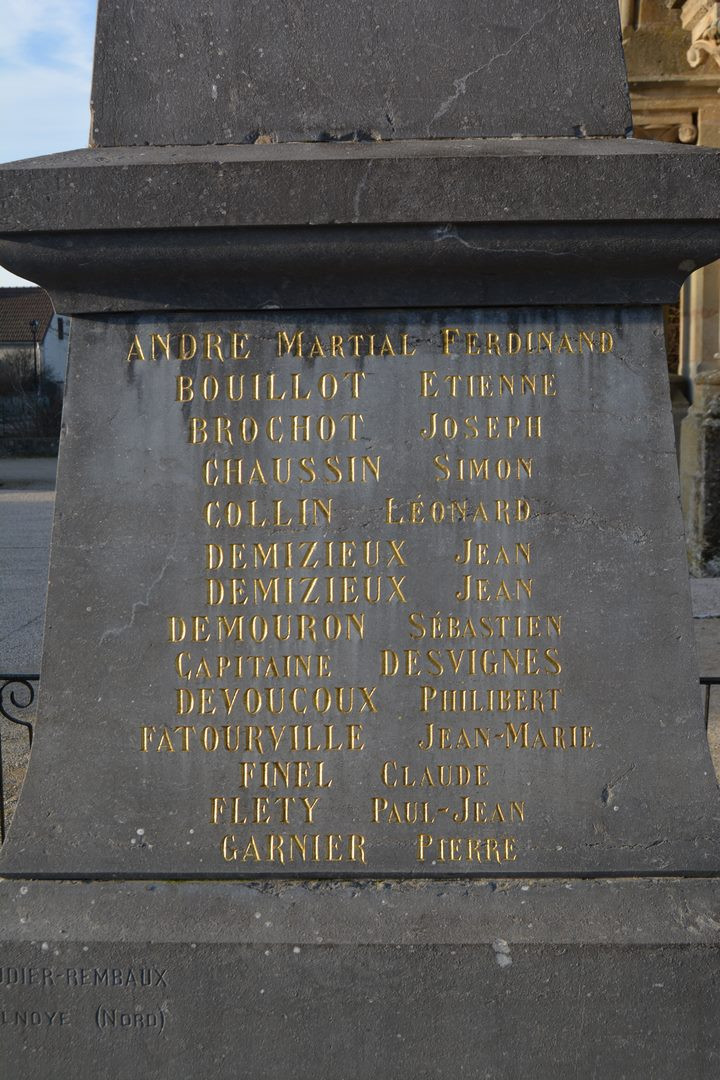 ANDRE MARTIAL FERDINAND
BOUILLOT ETIENNE
BROCHOT JOSEPH
CHAUSSIN SIMON
COLLIN LÉONARD
DEMIZIEUX JEAN
DEMIZIEUX JEAN
DEMOURON SÉBASTIEN
CAPITAINE DESVIGNES
DEVOUCOUX PHILIBERT
FATOURVILLE JEAN-MARIE
FINEL CLAUDE
FLETY PAUL-JEAN
GARNIER PIERRE
UDIER-REMBAUX
LNOYE (NORD)